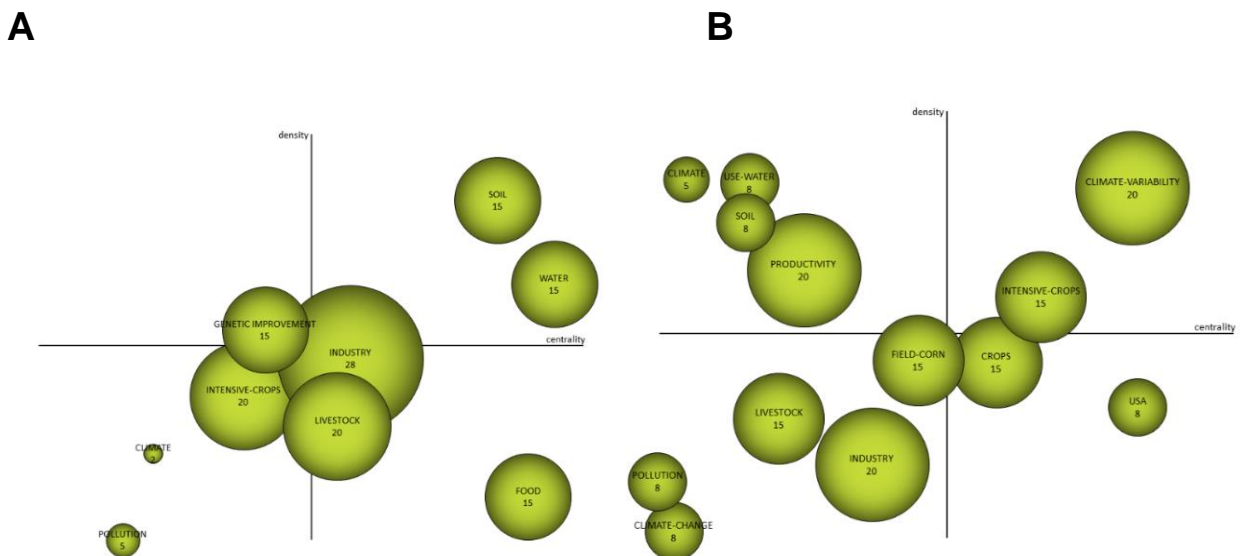 A
B
density
SOIL
15
WATER
15
GENETIC IMPROVEMENT
15
centrality
INDUSTRY
28
INTENSIVE-CROPS
20
LIVESTOCK
20
CLIMATE
2
FOOD
15
POLLUTION
5
density
CLIMATE
5
USE-WATER
8
CLIMATE-VARIABILITY
20
SOIL
8
PRODUCTIVITY
20
INTENSIVE-CROPS
15
centrality
FIELD-CORN
15
CROPS
15
USA
8
LIVESTOCK
15
INDUSTRY
20
POLLUTION
8
CLIMATE-CHANGE
8